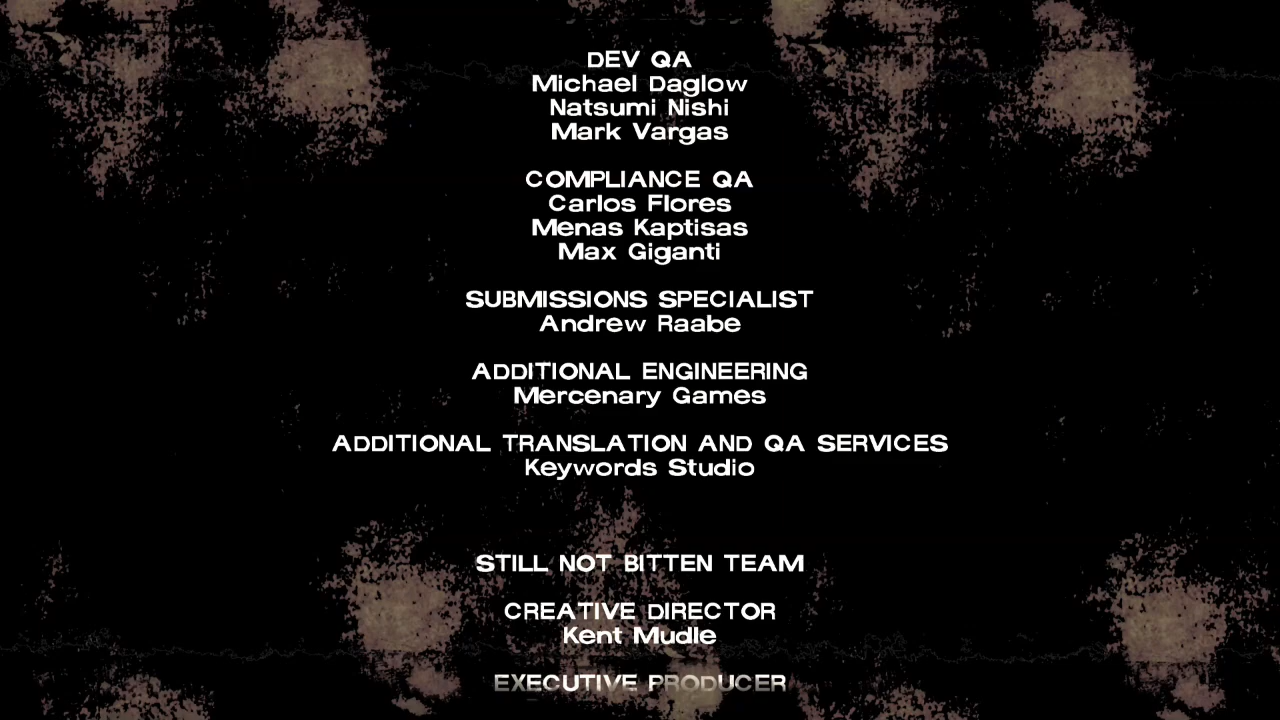 DEV QA
Michael Daglow
Natsumi Nishi
Mark Vargas
COMPLIANCE QA
Carlos Flores
Menas Kaptisas
Max Giganti
SUBMISSIONS SPECIALIST
Andrew Raabe
ADDITIONAL ENGINEERING
Mercenary Games
ADDITIONAL TRANSLATION AND QA SERVICES
Keywords Studio
STILL NOT BITTEN TEAM
CREATIVE DIRECTOR
Kent Mudle
EXECUTIVE PRODUCER